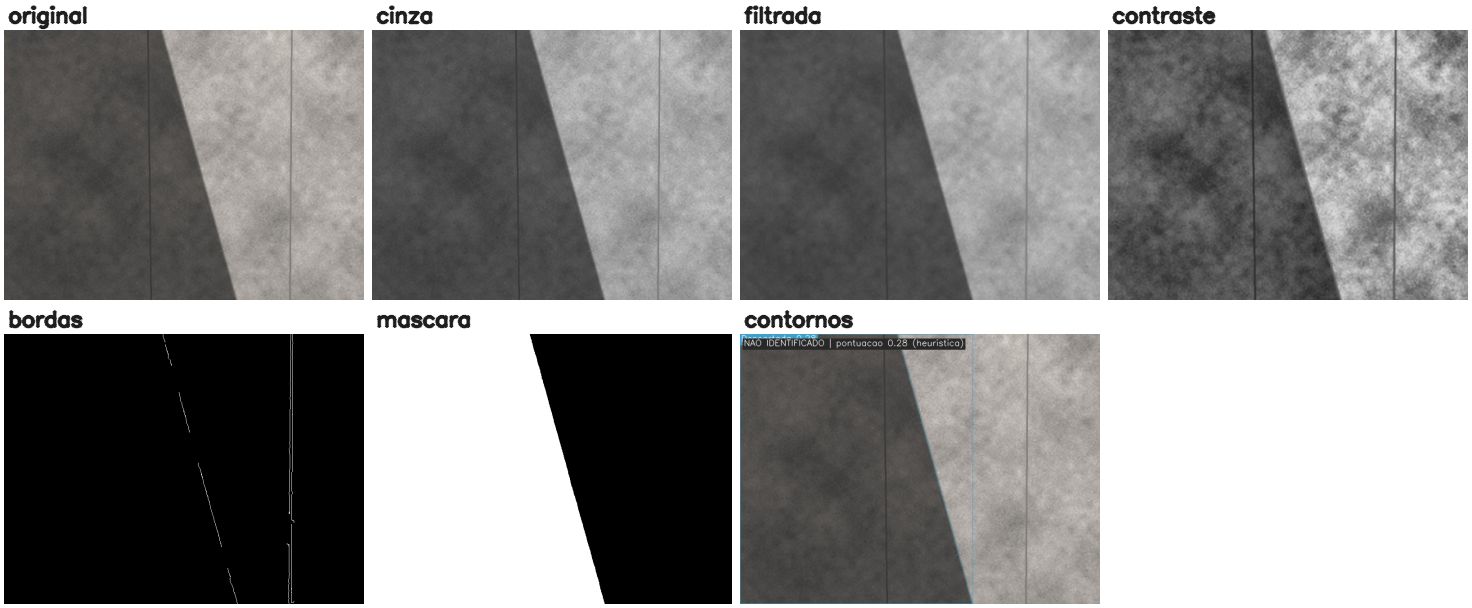 original
cinza
filtrada
contraste
bordas
mascara
contornos
NAO IDENTIFICADO | pontuacao 0.28 (heuristica)